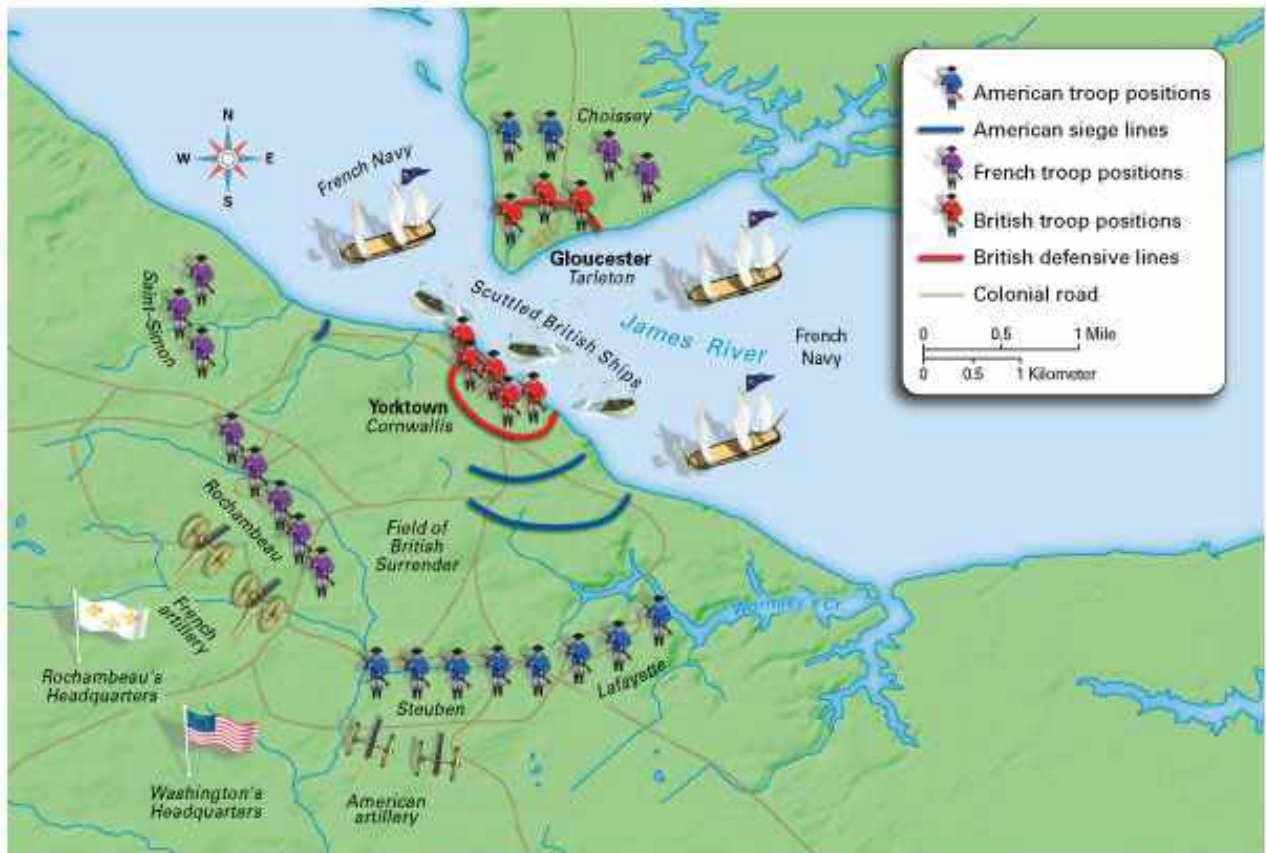 N
W
E
S
French Navy
Choissey
Gloucester
Tarleton
Scuttled British Ships
James River
French
Navy
Saint-Simon
Yorktown
Cornwallis
Rochambeau
Field of
British
Surrender
French
artillery
Wormley's Cr.
Rochambeau's
Headquarters
Lafayette
Steuben
Washington's
Headquarters
American
artillery
American troop positions
American siege lines
French troop positions
British troop positions
British defensive lines
Colonial road
0 0.5 1 Mile
0 0.5 1 Kilometer